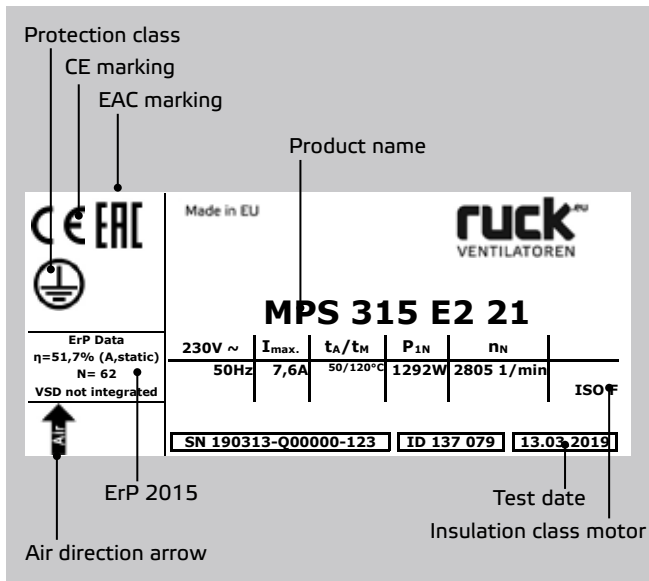 Protection class
CE marking
EAC marking
Product name
CE EAC
Made in EU
ruck.eu
VENTILATOREN
MPS 315 E2 21
ErP Data
η=51,7% (A,static)
N= 62
VSD not integrated
230V ~ Imax. tA/tM P1N nN
50Hz 7,6A 50/120°C 1292W 2805 1/min
ISO F
Air
SN 190313-Q00000-123 ID 137 079 13.03.2019
ErP 2015
Test date
Insulation class motor
Air direction arrow